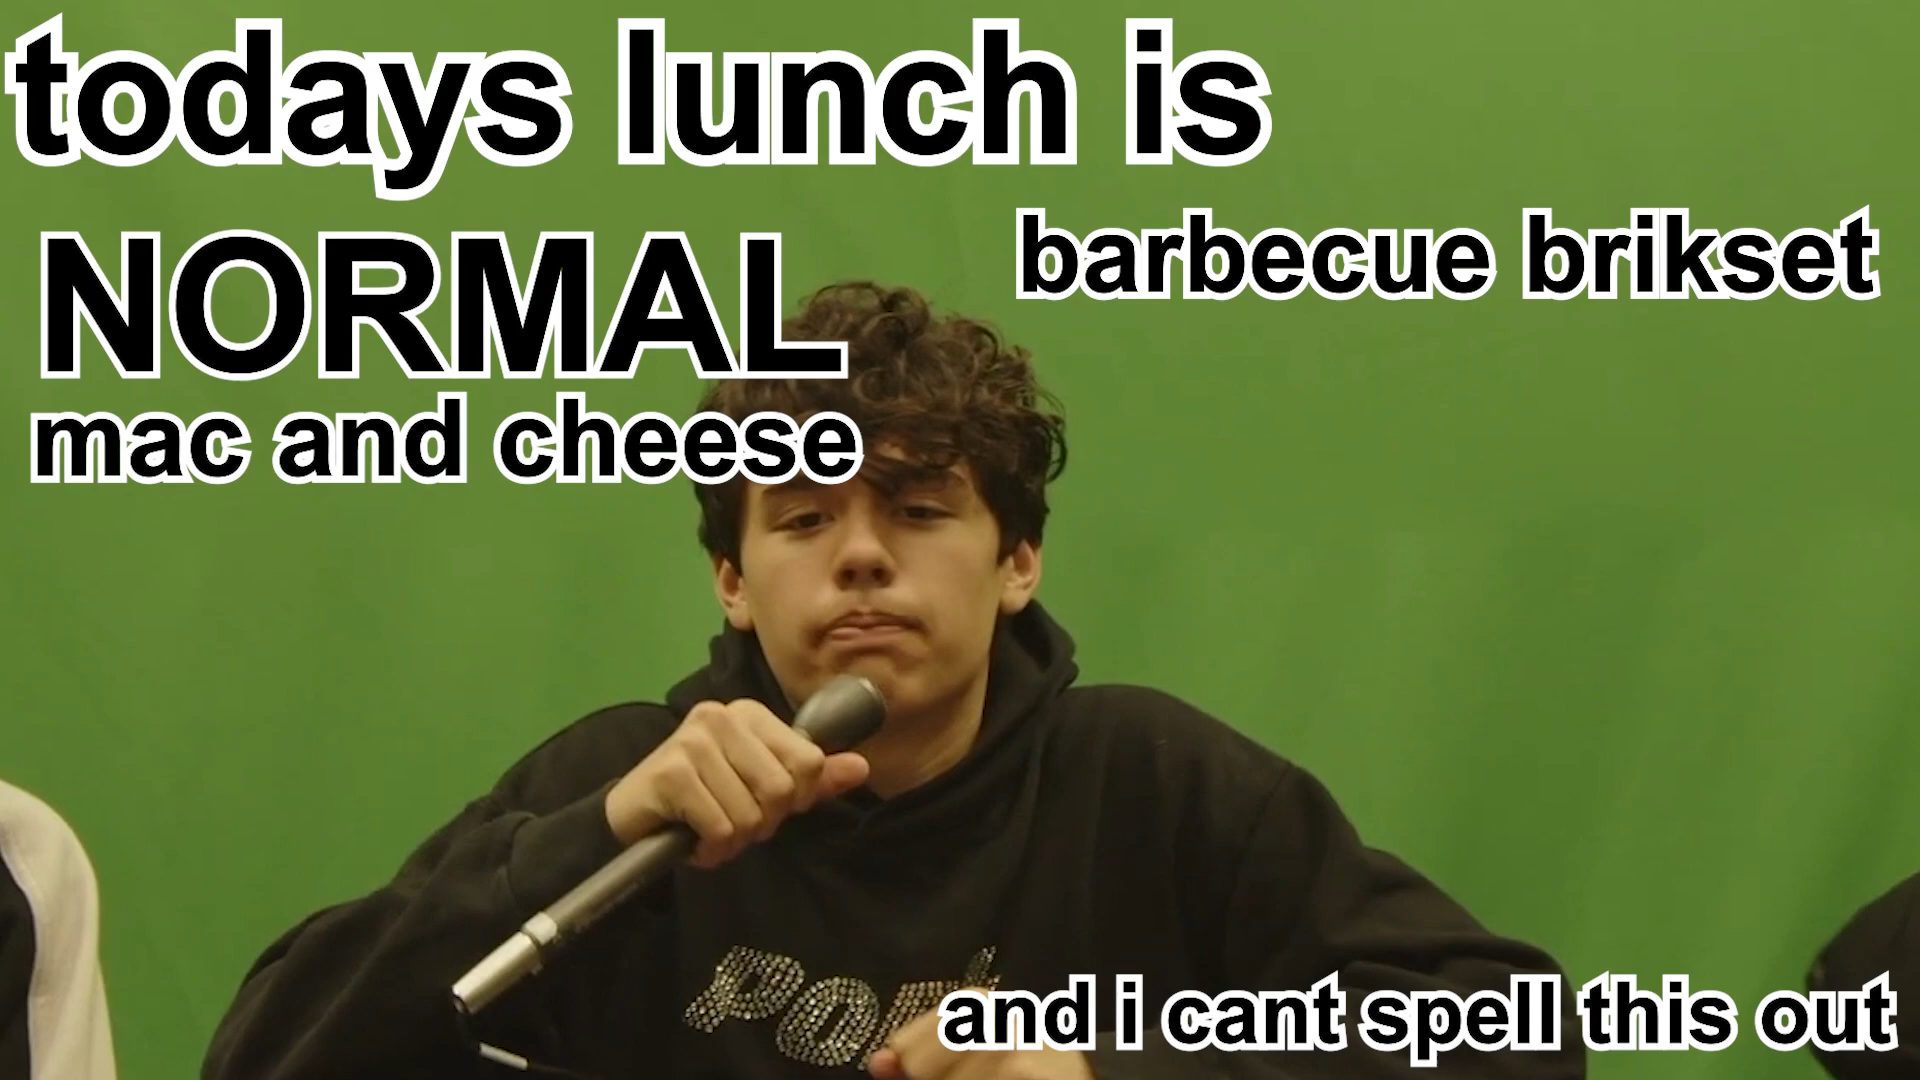 todays lunch is
NORMAL
barbecue brikset
mac and cheese
and i cant spell this out